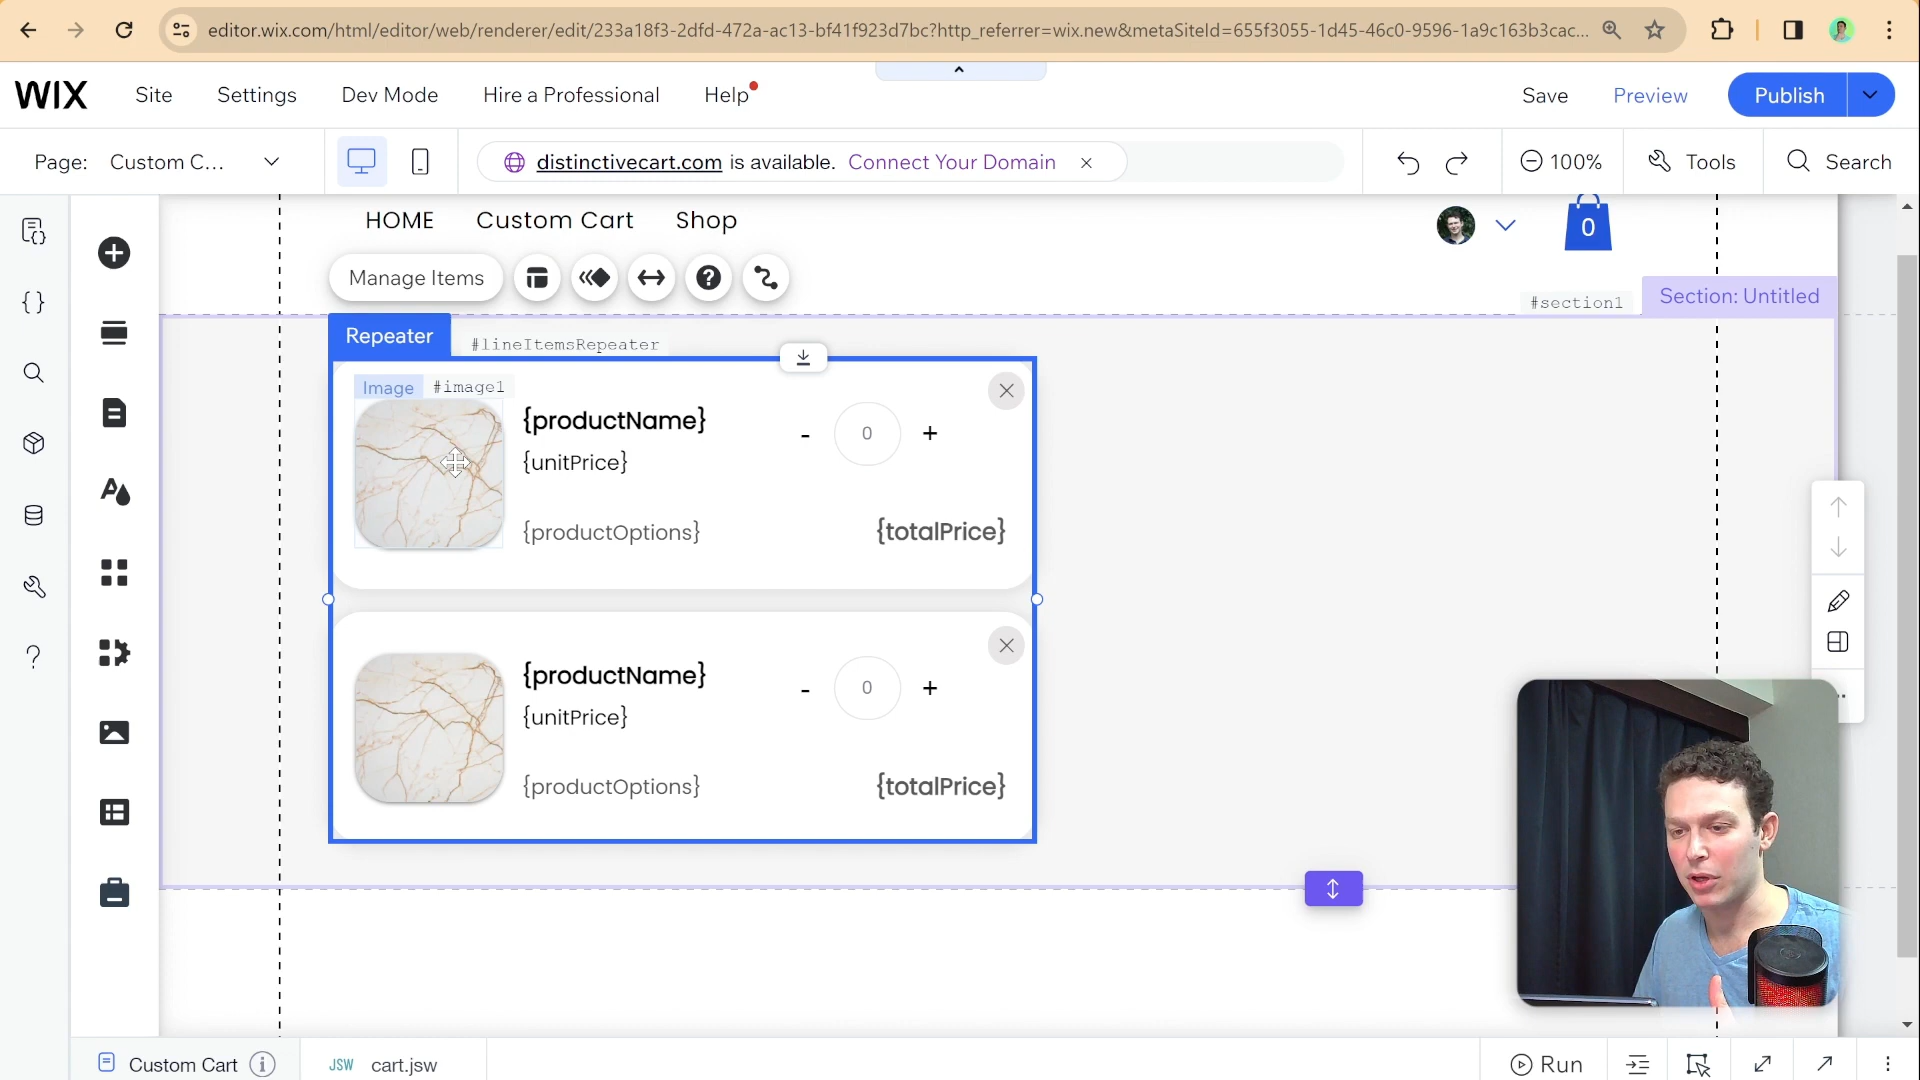 editor.wix.com/html/editor/web/renderer/edit/233a18f3-2dfd-472a-ac13-bf41f923d7bc?http_referrer=wix.new&metaSiteId=655f3055-1d45-46c0-9596-1a9c163b3cac...
WIX Site Settings Dev Mode Hire a Professional Help Save Preview Publish
Page: Custom C... distinctivecart.com is available. Connect Your Domain 100% Tools Search
HOME Custom Cart Shop 0
Manage Items
#section1 Section: Untitled
Repeater #lineItemsRepeater
Image #image1
{productName} - 0 +
{unitPrice}
{productOptions} {totalPrice}
{productName} - 0 +
{unitPrice}
{productOptions} {totalPrice}
Custom Cart JSW cart.jsw Run